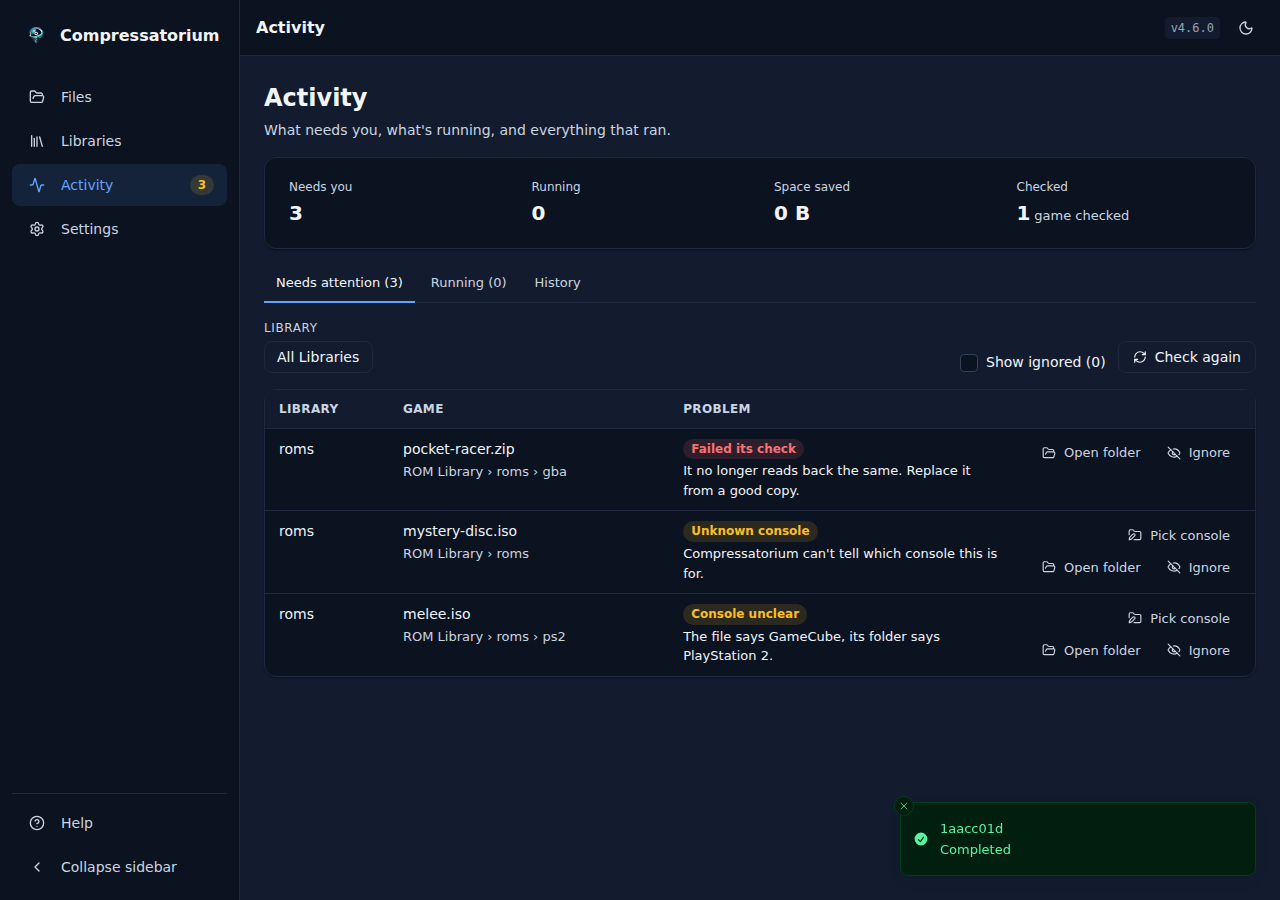 Compressatorium
Files
Libraries
Activity 3
Settings
Help
Collapse sidebar
Activity
v4.6.0
Activity
What needs you, what's running, and everything that ran.
Needs you Running Space saved Checked
3 0 0 B 1 game checked
Needs attention (3) Running (0) History
LIBRARY
All Libraries
Show ignored (0) Check again
LIBRARY GAME PROBLEM
roms pocket-racer.zip Failed its check Open folder Ignore
ROM Library › roms › gba It no longer reads back the same. Replace it
from a good copy.
roms mystery-disc.iso Unknown console Pick console
ROM Library › roms Compressatorium can't tell which console this is
for. Open folder Ignore
roms melee.iso Console unclear Pick console
ROM Library › roms › ps2 The file says GameCube, its folder says
PlayStation 2. Open folder Ignore
1aacc01d
Completed